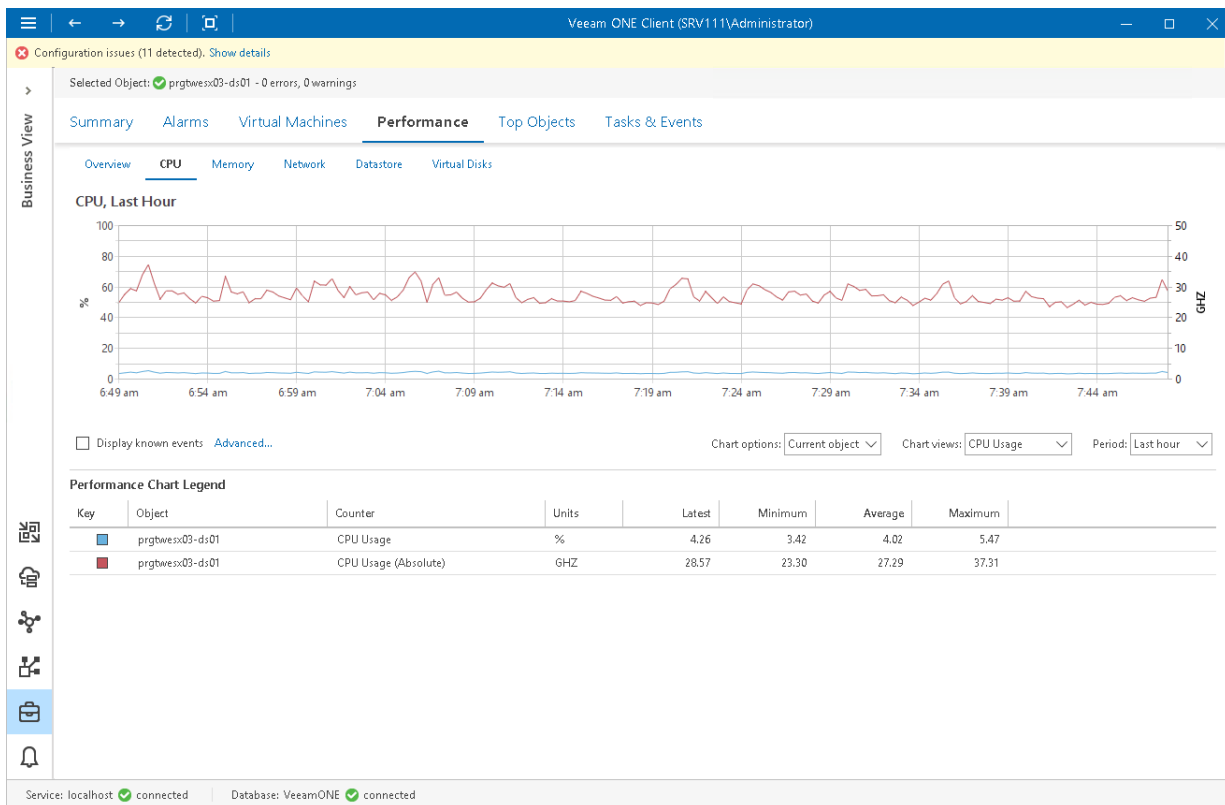 Veeam ONE Client (SRV111\Administrator)
Configuration issues (11 detected). Show details
Business View
Selected Object: prgtwesx03-ds01 - 0 errors, 0 warnings
Summary Alarms Virtual Machines Performance Top Objects Tasks & Events
Overview CPU Memory Network Datastore Virtual Disks
CPU, Last Hour
100 50
80 40
60 30
% GHZ
40 20
20 10
0 0
6:49 am 6:54 am 6:59 am 7:04 am 7:09 am 7:14 am 7:19 am 7:24 am 7:29 am 7:34 am 7:39 am 7:44 am
Display known events Advanced... Chart options: Current object Chart views: CPU Usage Period: Last hour
Performance Chart Legend
Key Object Counter Units Latest Minimum Average Maximum
prgtwesx03-ds01 CPU Usage % 4.26 3.42 4.02 5.47
prgtwesx03-ds01 CPU Usage (Absolute) GHZ 28.57 23.30 27.29 37.31
Service: localhost connected Database: VeeamONE connected